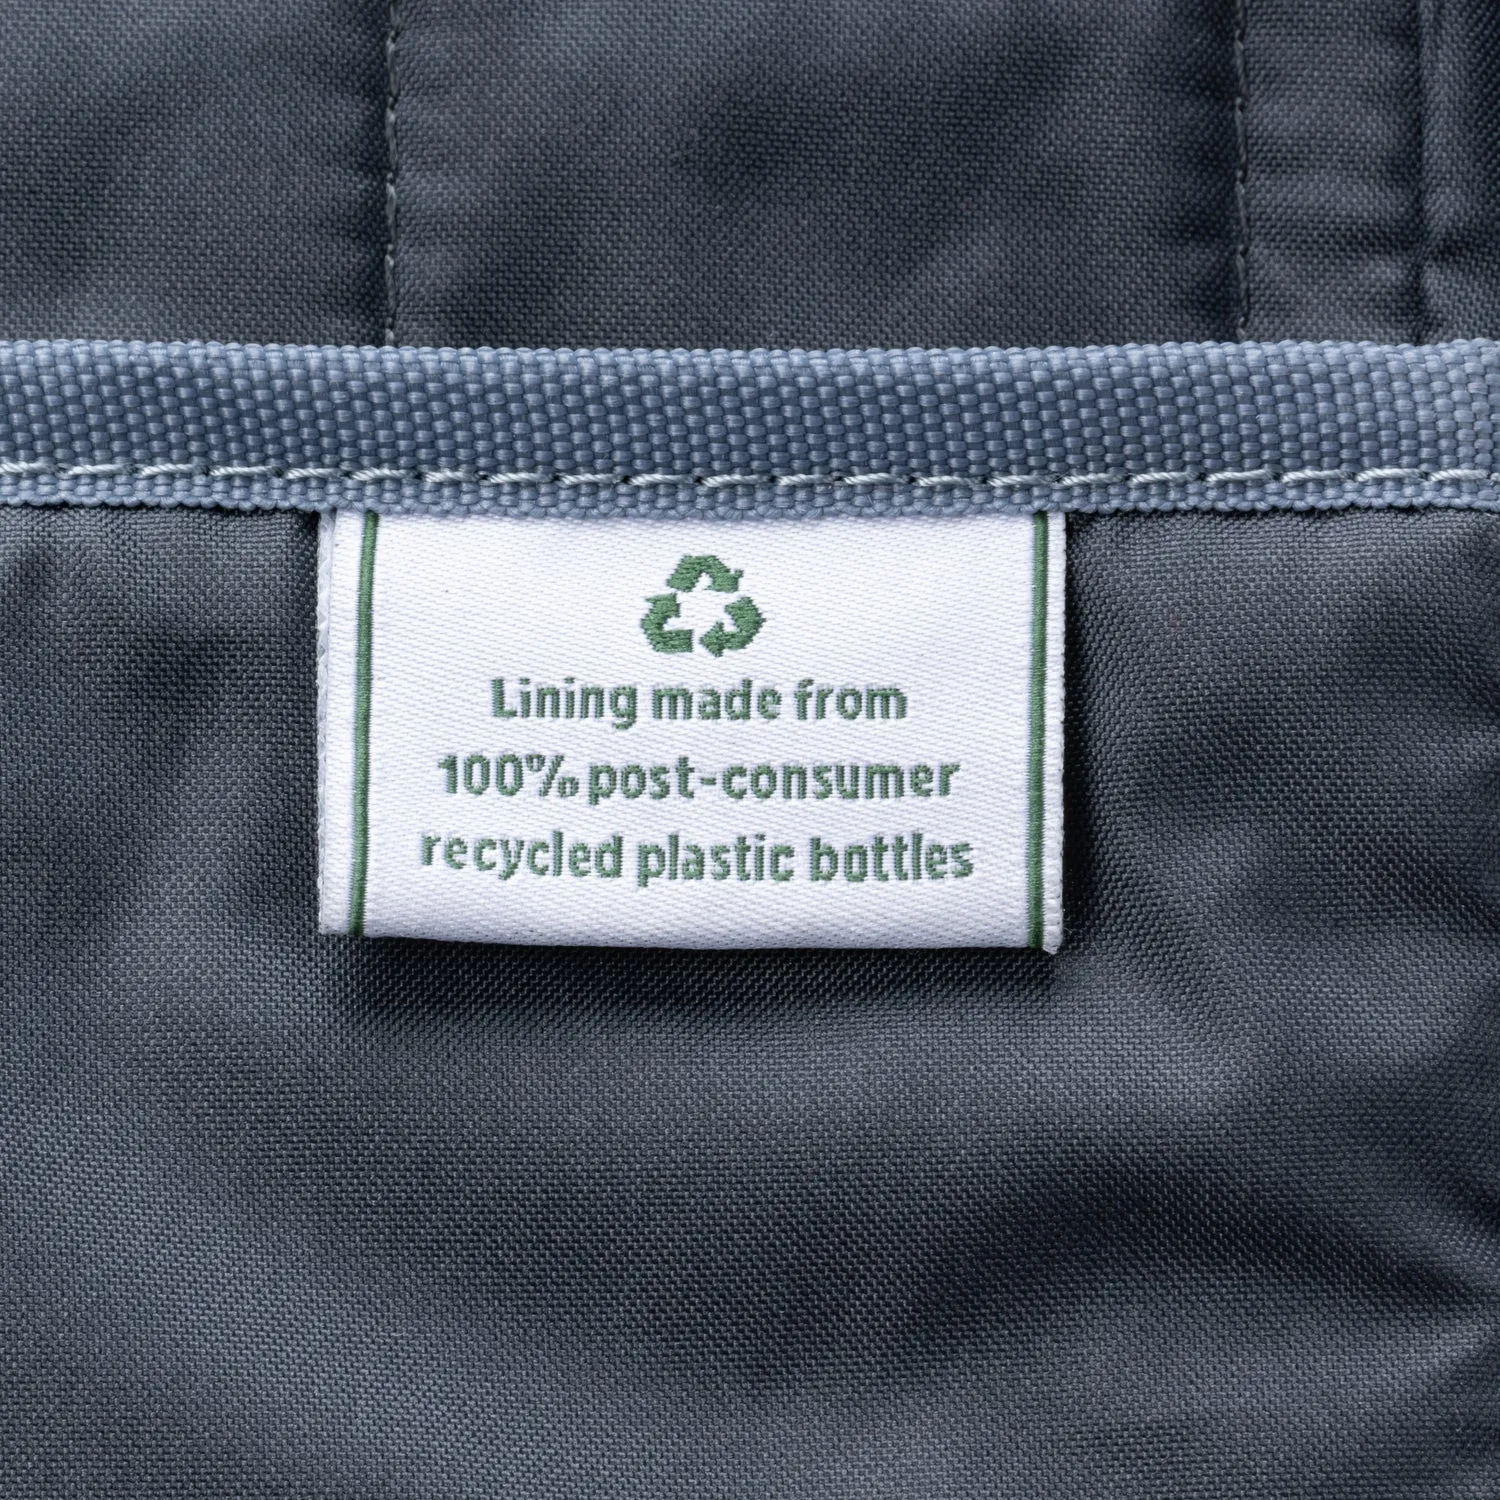 Lining made from
100% post-consumer
recycled plastic bottles